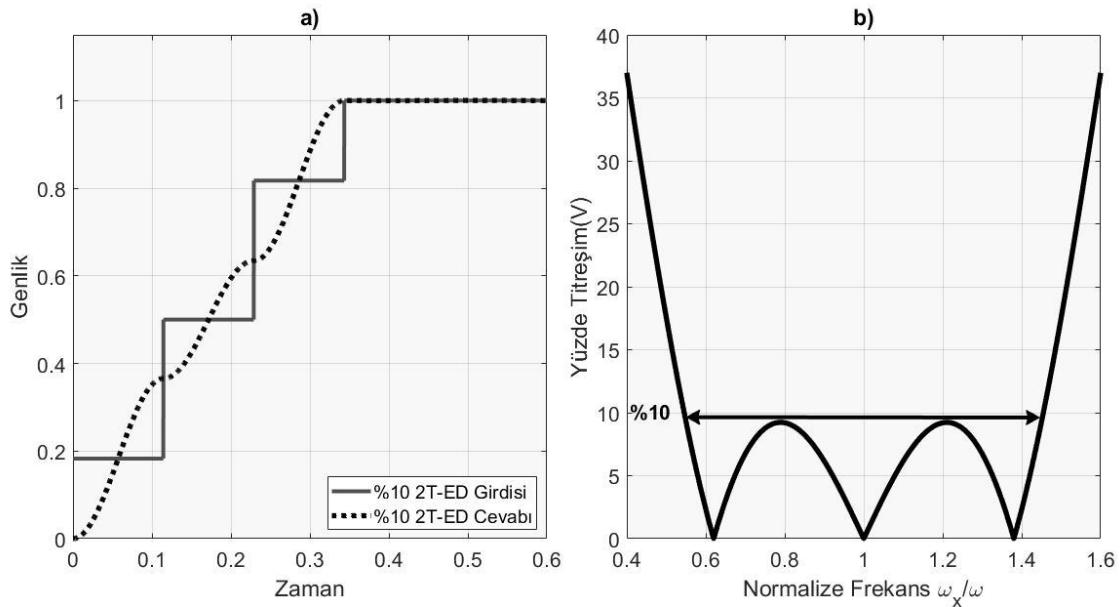 a)
1
0.8
0.6
0.4
0.2
0
Genlik
0 0.1 0.2 0.3 0.4 0.5 0.6
Zaman
%10 2T-ED Girdisi
%10 2T-ED Cevabı
b)
40
35
30
25
20
15
10
5
0
Yüzde Titreşim(V)
%10
0.4 0.6 0.8 1 1.2 1.4 1.6
Normalize Frekans ωx/ω